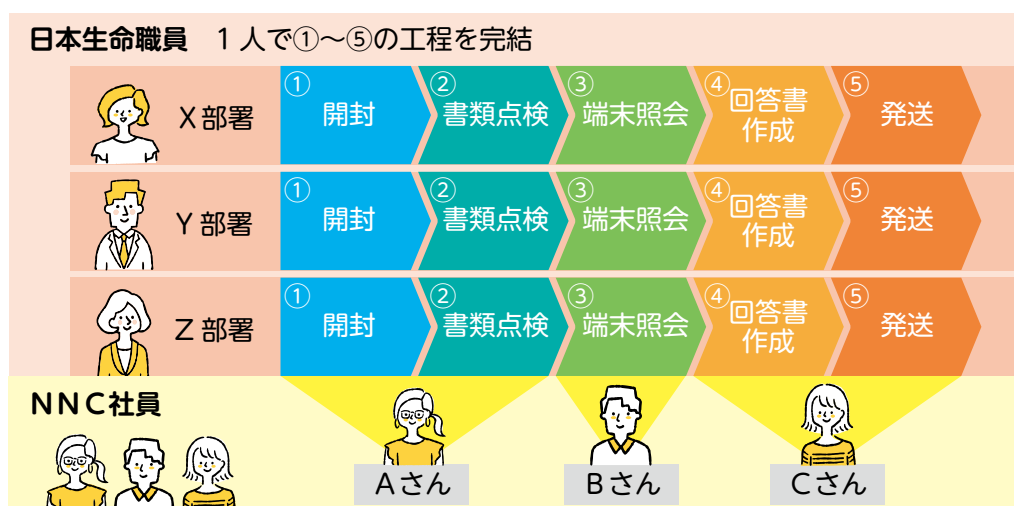 日本生命職員 1人で①～⑤の工程を完結
X部署
① 開封
② 書類点検
③ 端末照会
④ 回答書
作成
⑤ 発送
Y部署
① 開封
② 書類点検
③ 端末照会
④ 回答書
作成
⑤ 発送
Z部署
① 開封
② 書類点検
③ 端末照会
④ 回答書
作成
⑤ 発送
NNC社員
Aさん
Bさん
Cさん